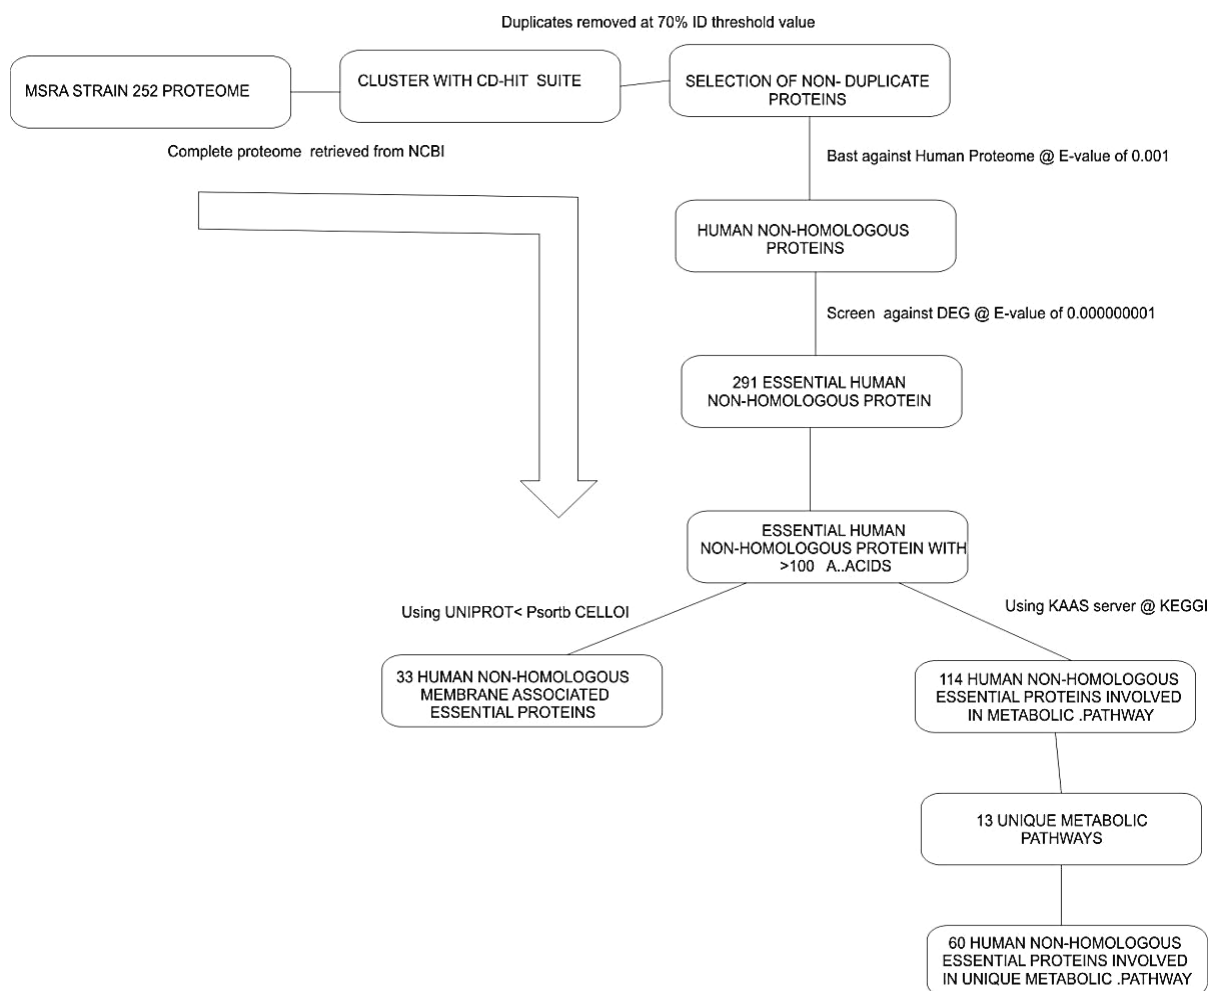 Duplicates removed at 70% ID threshold value
MSRA STRAIN 252 PROTEOME
CLUSTER WITH CD-HIT SUITE
SELECTION OF NON- DUPLICATE
PROTEINS
Complete proteome retrieved from NCBI
Bast against Human Proteome @ E-value of 0.001
HUMAN NON-HOMOLOGOUS
PROTEINS
Screen against DEG @ E-value of 0.000000001
291 ESSENTIAL HUMAN
NON-HOMOLOGOUS PROTEIN
ESSENTIAL HUMAN
NON-HOMOLOGOUS PROTEIN WITH
>100 A..ACIDS
Using UNIPROT< Psortb CELLOI
Using KAAS server @ KEGGI
33 HUMAN NON-HOMOLOGOUS
MEMBRANE ASSOCIATED
ESSENTIAL PROTEINS
114 HUMAN NON-HOMOLOGOUS
ESSENTIAL PROTEINS INVOLVED
IN METABOLIC .PATHWAY
13 UNIQUE METABOLIC
PATHWAYS
60 HUMAN NON-HOMOLOGOUS
ESSENTIAL PROTEINS INVOLVED
IN UNIQUE METABOLIC .PATHWAY